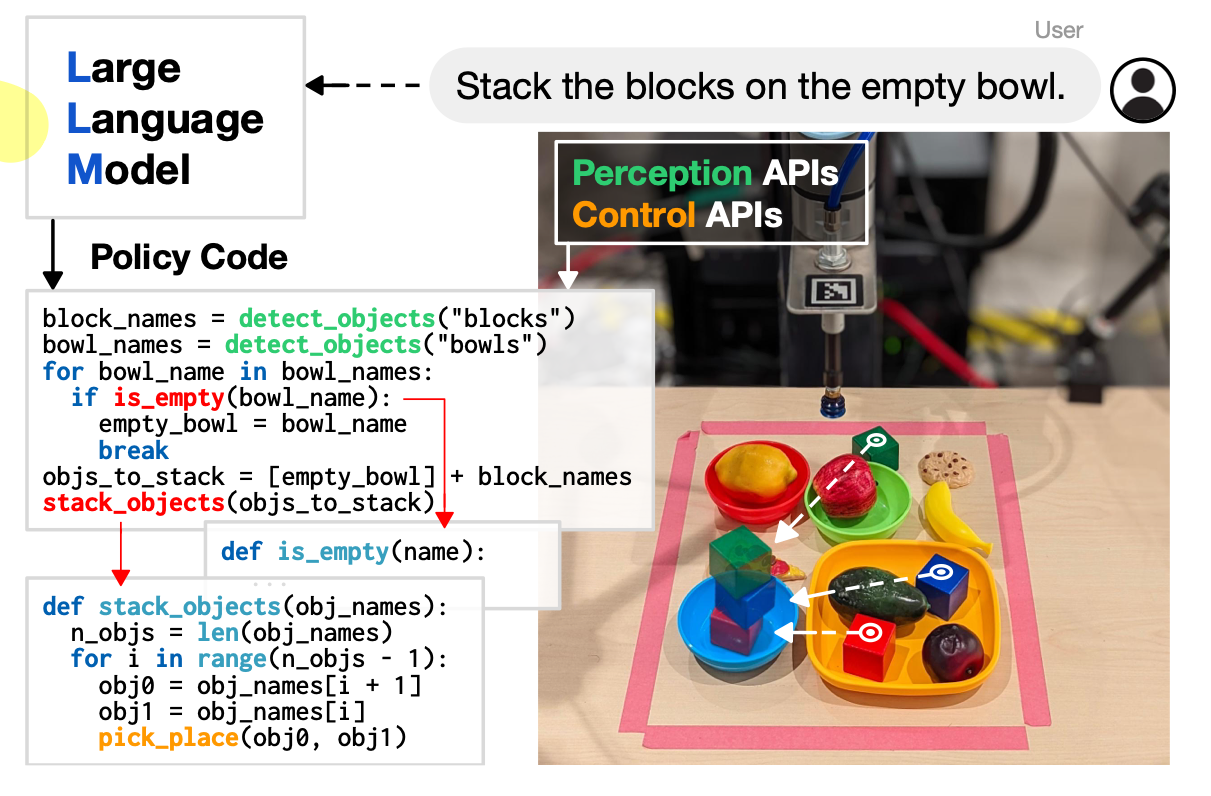 Large
Language
Model
User
Stack the blocks on the empty bowl.
Perception APIs
Control APIs
Policy Code
block_names = detect_objects("blocks")
bowl_names = detect_objects("bowls")
for bowl_name in bowl_names:
  if is_empty(bowl_name):
    empty_bowl = bowl_name
    break
objs_to_stack = [empty_bowl] + block_names
stack_objects(objs_to_stack)
def is_empty(name):
...
def stack_objects(obj_names):
  n_objs = len(obj_names)
  for i in range(n_objs - 1):
    obj0 = obj_names[i + 1]
    obj1 = obj_names[i]
    pick_place(obj0, obj1)